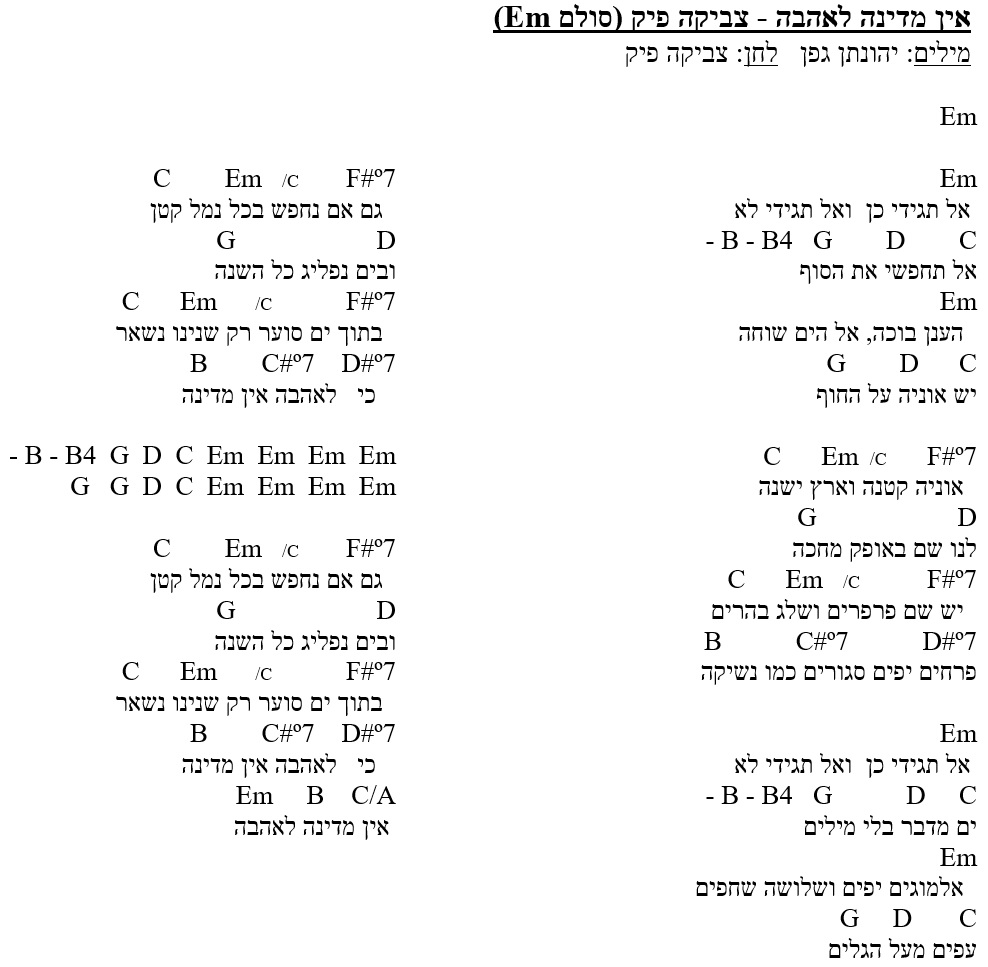 אין מדינה לאהבה - צביקה פיק (סולם Em)
מילים: יהונתן גפן   לחן: צביקה פיק
Em
Em
אל תגידי כן  ואל תגידי לא
- B - B4 G D C
אל תחפשי את הסוף
Em
הענן בוכה, אל הים שוחה
G D C
יש אוניה על החוף
C Em /C F#º7
אוניה קטנה וארץ ישנה
G D
לנו שם באופק מחכה
C Em /C F#º7
יש שם פרפרים ושלג בהרים
B C#º7 D#º7
פרחים יפים סגורים כמו נשיקה
Em
אל תגידי כן  ואל תגידי לא
- B - B4 G D C
ים מדבר בלי מילים
Em
אלמוגים יפים ושלושה שחפים
G D C
עפים מעל הגלים
C Em /C F#º7
גם אם נחפש בכל נמל קטן
G D
ובים נפליג כל השנה
C Em /C F#º7
בתוך ים סוער רק שנינו נשאר
B C#º7 D#º7
כי   לאהבה אין מדינה
- B - B4 G D C Em Em Em Em
G G D C Em Em Em Em
C Em /C F#º7
גם אם נחפש בכל נמל קטן
G D
ובים נפליג כל השנה
C Em /C F#º7
בתוך ים סוער רק שנינו נשאר
B C#º7 D#º7
כי   לאהבה אין מדינה
Em B C/A
אין מדינה לאהבה